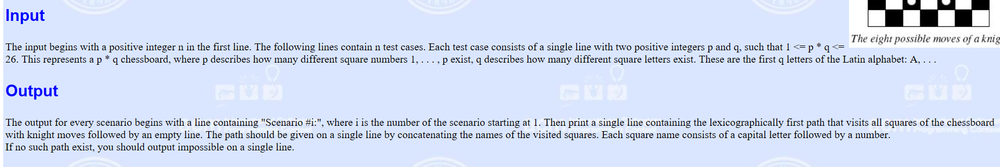 Input
The eight possible moves of a knig
The input begins with a positive integer n in the first line. The following lines contain n test cases. Each test case consists of a single line with two positive integers p and q, such that 1 <= p * q <=
26. This represents a p * q chessboard, where p describes how many different square numbers 1, . . . , p exist, q describes how many different square letters exist. These are the first q letters of the Latin alphabet: A, . . .
Output
The output for every scenario begins with a line containing "Scenario #i:", where i is the number of the scenario starting at 1. Then print a single line containing the lexicographically first path that visits all squares of the chessboard
with knight moves followed by an empty line. The path should be given on a single line by concatenating the names of the visited squares. Each square name consists of a capital letter followed by a number.
If no such path exist, you should output impossible on a single line.